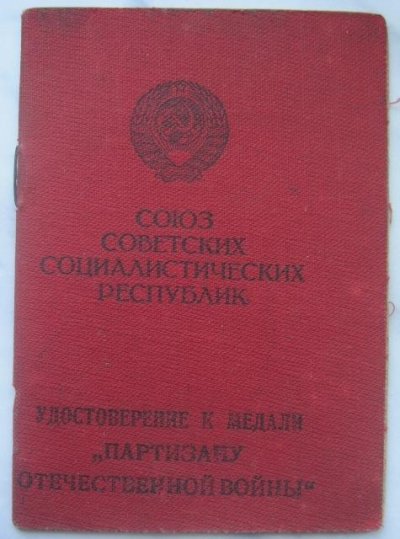 СОЮЗ
СОВЕТСКИХ
СОЦИАЛИСТИЧЕСКИХ
РЕСПУБЛИК
УДОСТОВЕРЕНИЕ К МЕДАЛИ
„ПАРТИЗАНУ
ОТЕЧЕСТВЕННОЙ ВОЙНЫ“